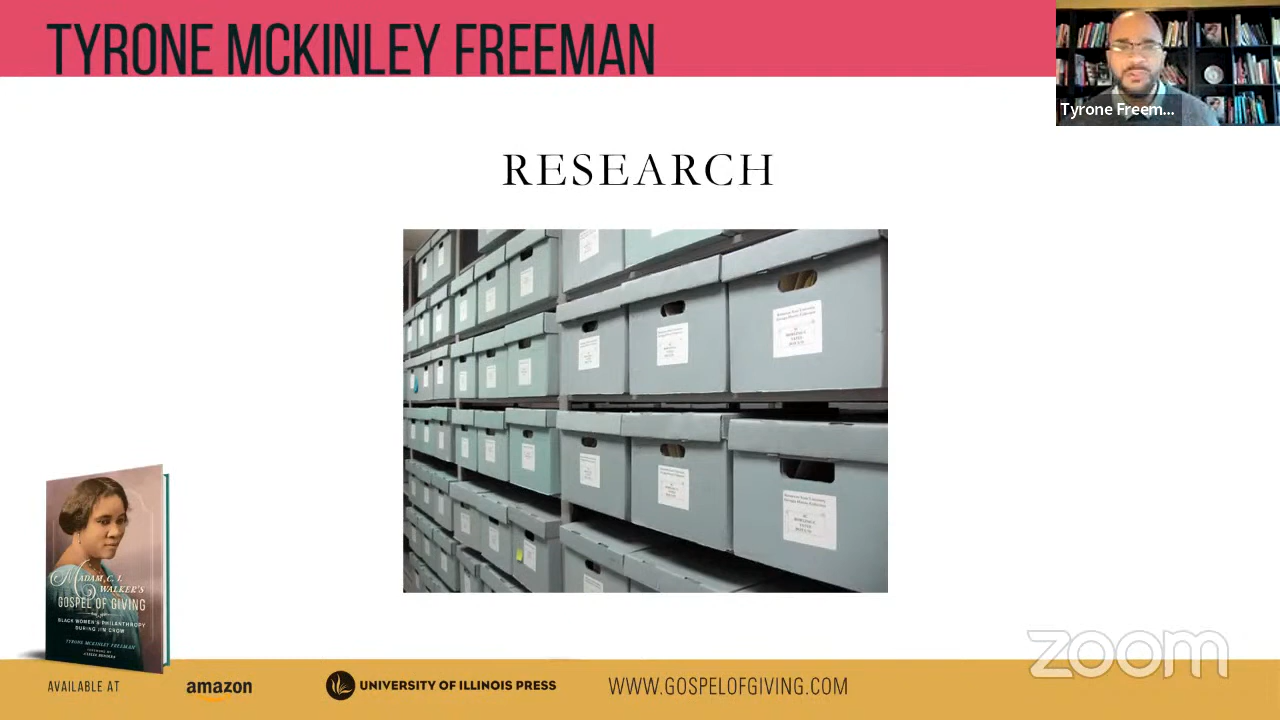 TYRONE MCKINLEY FREEMAN
Tyrone Freem...
RESEARCH
MADAM, C. J.
WALKER'S
GOSPEL OF GIVING
BLACK WOMEN'S PHILANTHROPY
DURING JIM CROW
TYRONE MCKINLEY FREEMAN
zoom
AVAILABLE AT
amazon
UNIVERSITY OF ILLINOIS PRESS
WWW.GOSPELOFGIVING.COM